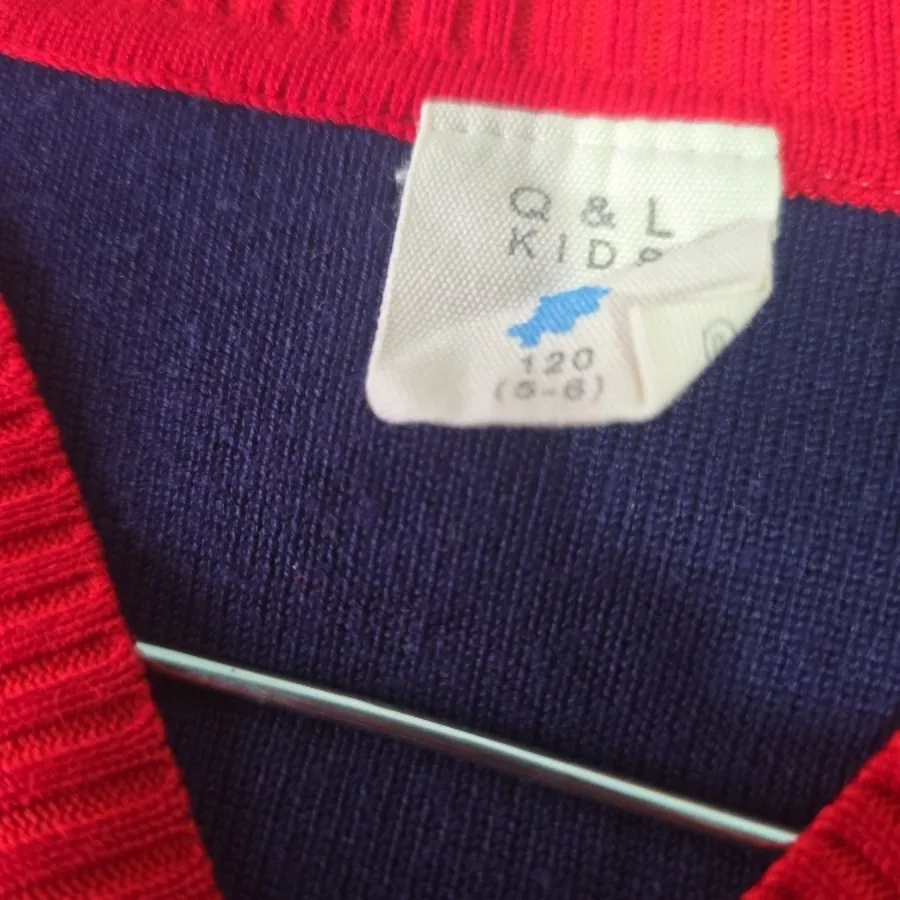 Q & L
KIDS
120
(5-6)